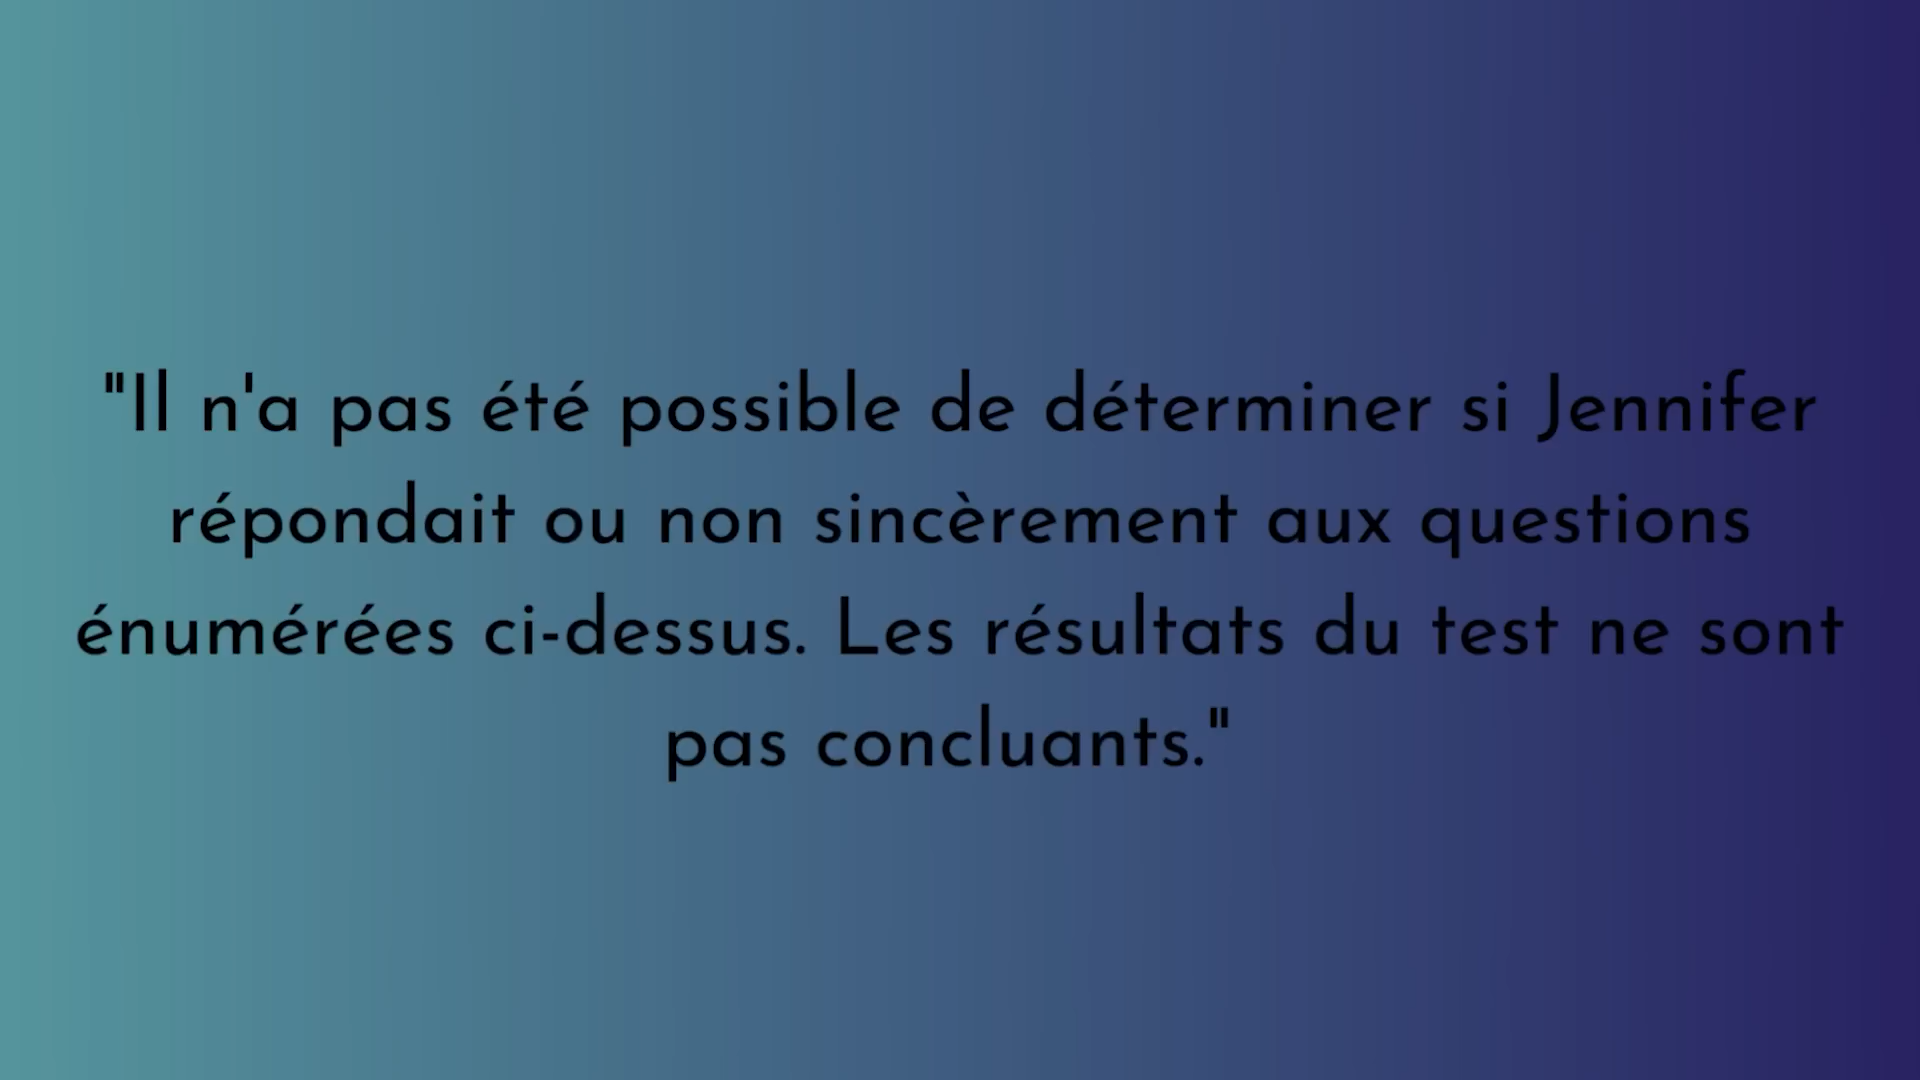 "Il n'a pas été possible de déterminer si Jennifer
répondait ou non sincèrement aux questions
énumérées ci-dessus. Les résultats du test ne sont
pas concluants."